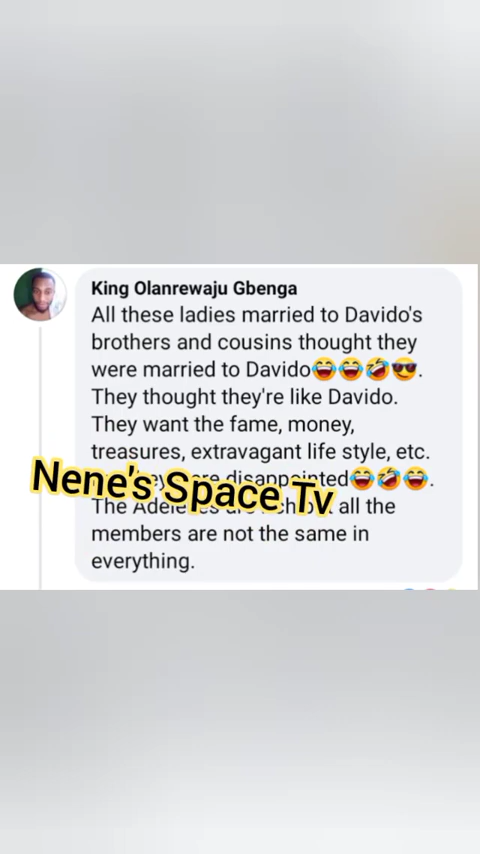 King Olanrewaju Gbenga
All these ladies married to Davido's
brothers and cousins thought they
were married to Davido😂😂🤣😎.
They thought they're like Davido.
They want the fame, money,
treasures, extravagant life style, etc.
disappointed😂🤣😂.
Nene's Space Tv
The all the
members are not the same in
everything.